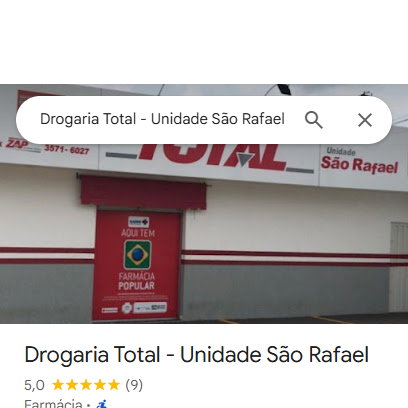 Drogaria Total - Unidade São Rafael
ZAP 3571-6027
TOTAL
Unidade
São Rafael
AQUI TEM
FARMÁCIA
POPULAR
Drogaria Total - Unidade São Rafael
5,0 ★★★★★ (9)
Farmácia ·